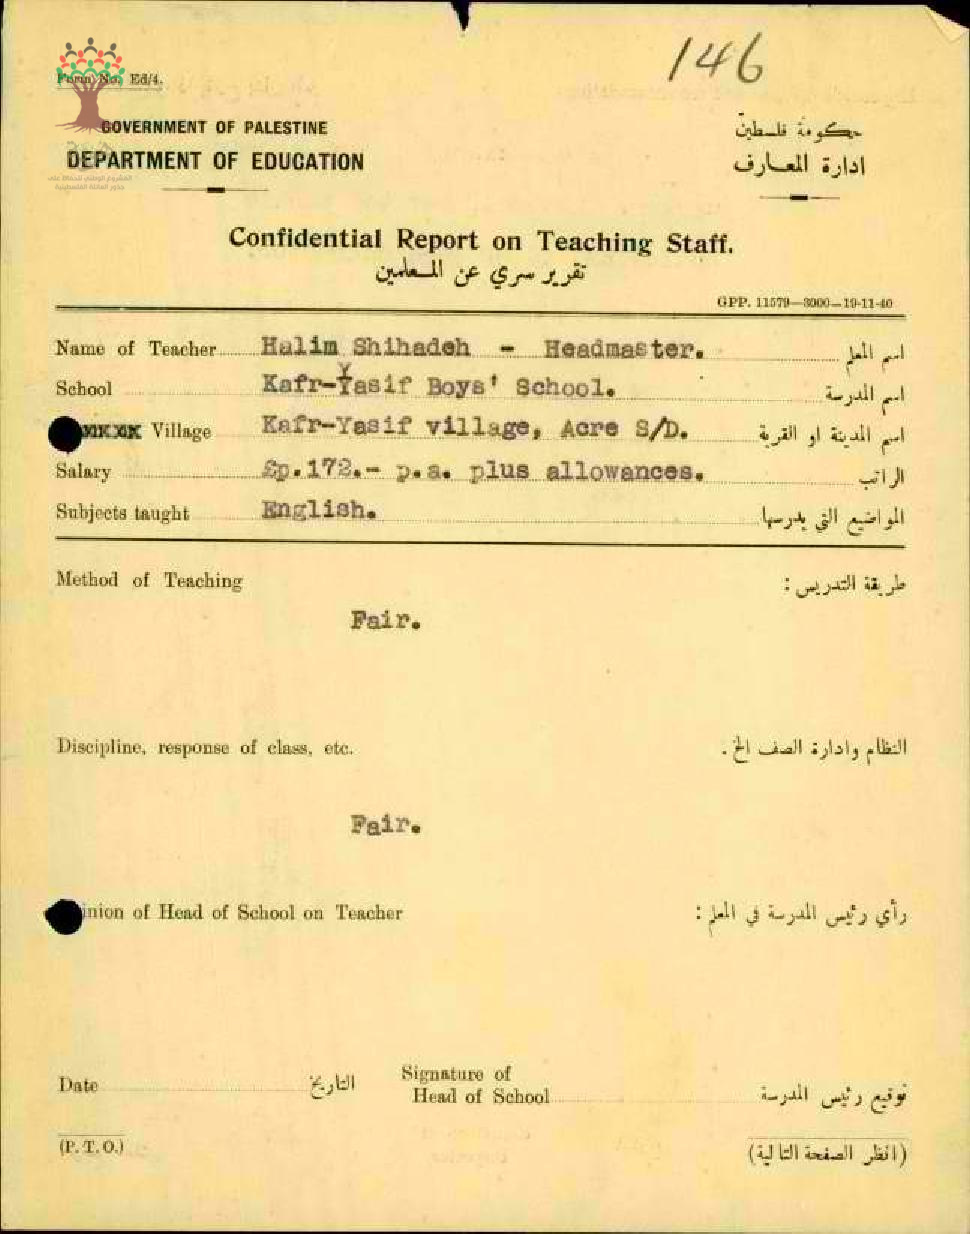 146
Form No. Ed/4.
GOVERNMENT OF PALESTINE
حكومة فلسطين
DEPARTMENT OF EDUCATION
ادارة المعارف
Confidential Report on Teaching Staff.
تقرير سري عن المعلمين
GPP. 11579—3000—19-11-40
Name of Teacher Halim Shihadeh - Headmaster. اسم المعلم
School Kafr-Yasif Boys' School. اسم المدرسة
Village Kafr-Yasif village, Acre S/D. اسم المدينة او القرية
Salary £p.172.- p.a. plus allowances. الراتب
Subjects taught English. المواضيع التي يدرسها
Method of Teaching طريقة التدريس :
Fair.
Discipline, response of class, etc. النظام وادارة الصف الخ .
Fair.
inion of Head of School on Teacher رأي رئيس المدرسة في المعلم :
Date التاريخ Signature of
Head of School توقيع رئيس المدرسة
(P. T. O.) (انظر الصفحة التالية)